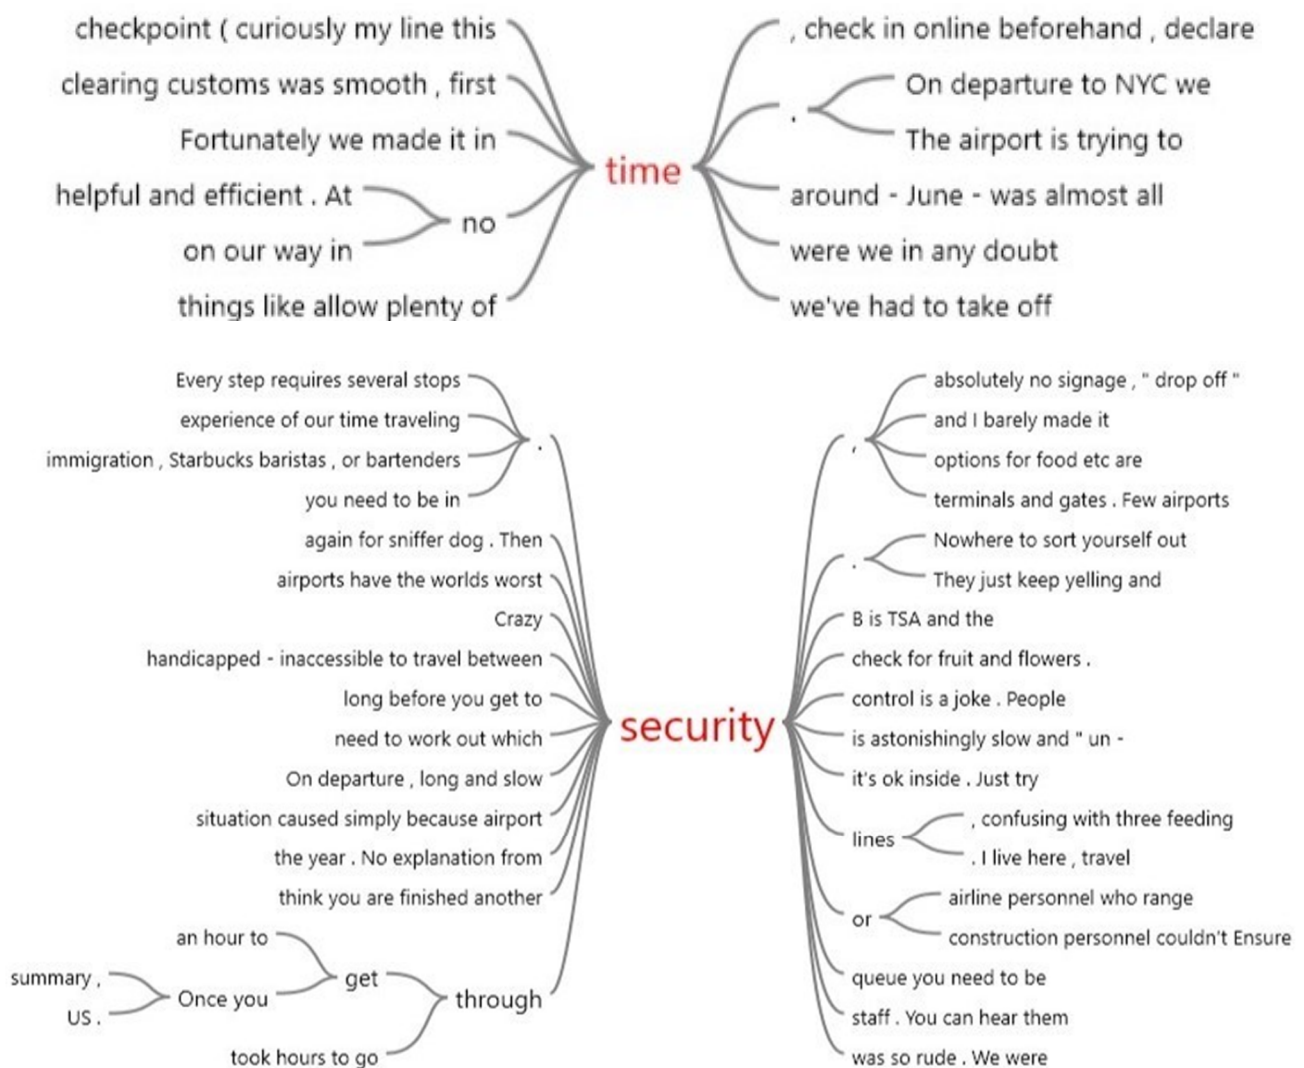 checkpoint ( curiously my line this
clearing customs was smooth , first
Fortunately we made it in
helpful and efficient . At
on our way in
no
things like allow plenty of
time
, check in online beforehand , declare
.
On departure to NYC we
The airport is trying to
around - June - was almost all
were we in any doubt
we've had to take off
Every step requires several stops
experience of our time traveling
immigration , Starbucks baristas , or bartenders
you need to be in
.
again for sniffer dog . Then
airports have the worlds worst
Crazy
handicapped - inaccessible to travel between
long before you get to
need to work out which
On departure , long and slow
situation caused simply because airport
the year . No explanation from
think you are finished another
an hour to
summary ,
US .
Once you
get
took hours to go
through
security
,
absolutely no signage , " drop off "
and I barely made it
options for food etc are
terminals and gates . Few airports
.
Nowhere to sort yourself out
They just keep yelling and
B is TSA and the
check for fruit and flowers .
control is a joke . People
is astonishingly slow and " un -
it's ok inside . Just try
lines
, confusing with three feeding
. I live here , travel
or
airline personnel who range
construction personnel couldn't Ensure
queue you need to be
staff . You can hear them
was so rude . We were